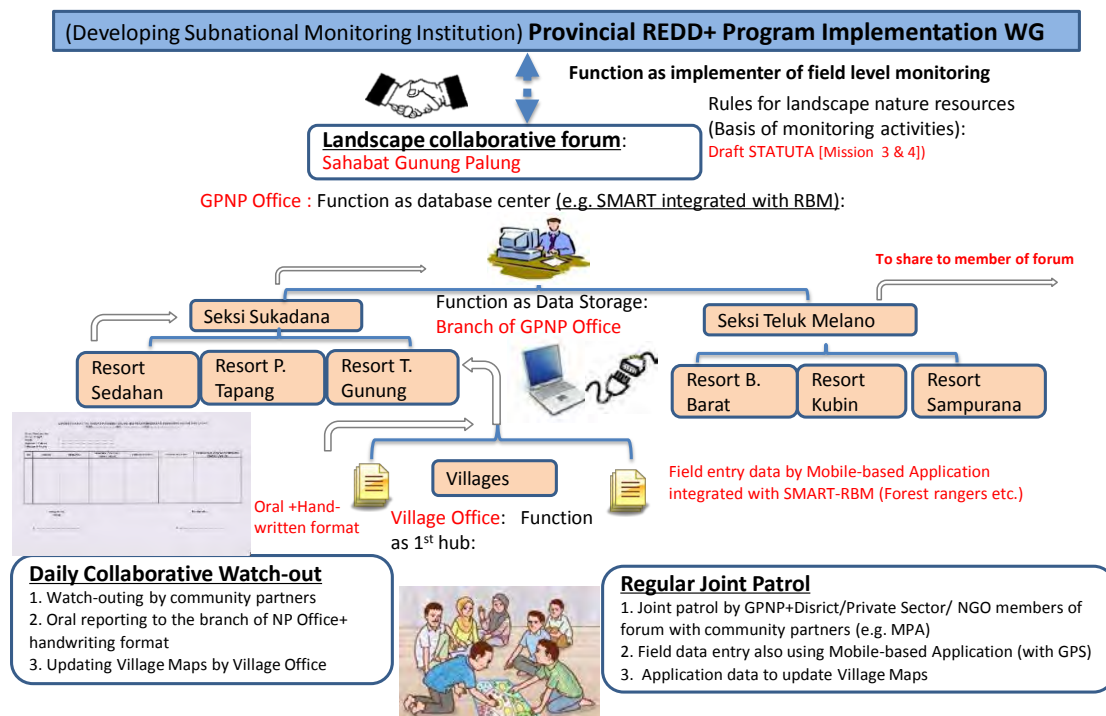 (Developing Subnational Monitoring Institution) Provincial REDD+ Program Implementation WG
Function as implementer of field level monitoring
Rules for landscape nature resources
(Basis of monitoring activities):
Draft STATUTA [Mission 3 & 4])
Landscape collaborative forum:
Sahabat Gunung Palung
GPNP Office : Function as database center (e.g. SMART integrated with RBM):
To share to member of forum
Seksi Sukadana
Function as Data Storage:
Branch of GPNP Office
Seksi Teluk Melano
Resort
Sedahan
Resort P.
Tapang
Resort T.
Gunung
Resort B.
Barat
Resort
Kubin
Resort
Sampurana
Oral +Hand-
written format
Villages
Village Office: Function
as 1st hub:
Field entry data by Mobile-based Application
integrated with SMART-RBM (Forest rangers etc.)
Daily Collaborative Watch-out
1. Watch-outing by community partners
2. Oral reporting to the branch of NP Office+
handwriting format
3. Updating Village Maps by Village Office
Regular Joint Patrol
1. Joint patrol by GPNP+Disrict/Private Sector/ NGO members of
forum with community partners (e.g. MPA)
2. Field data entry also using Mobile-based Application (with GPS)
3. Application data to update Village Maps